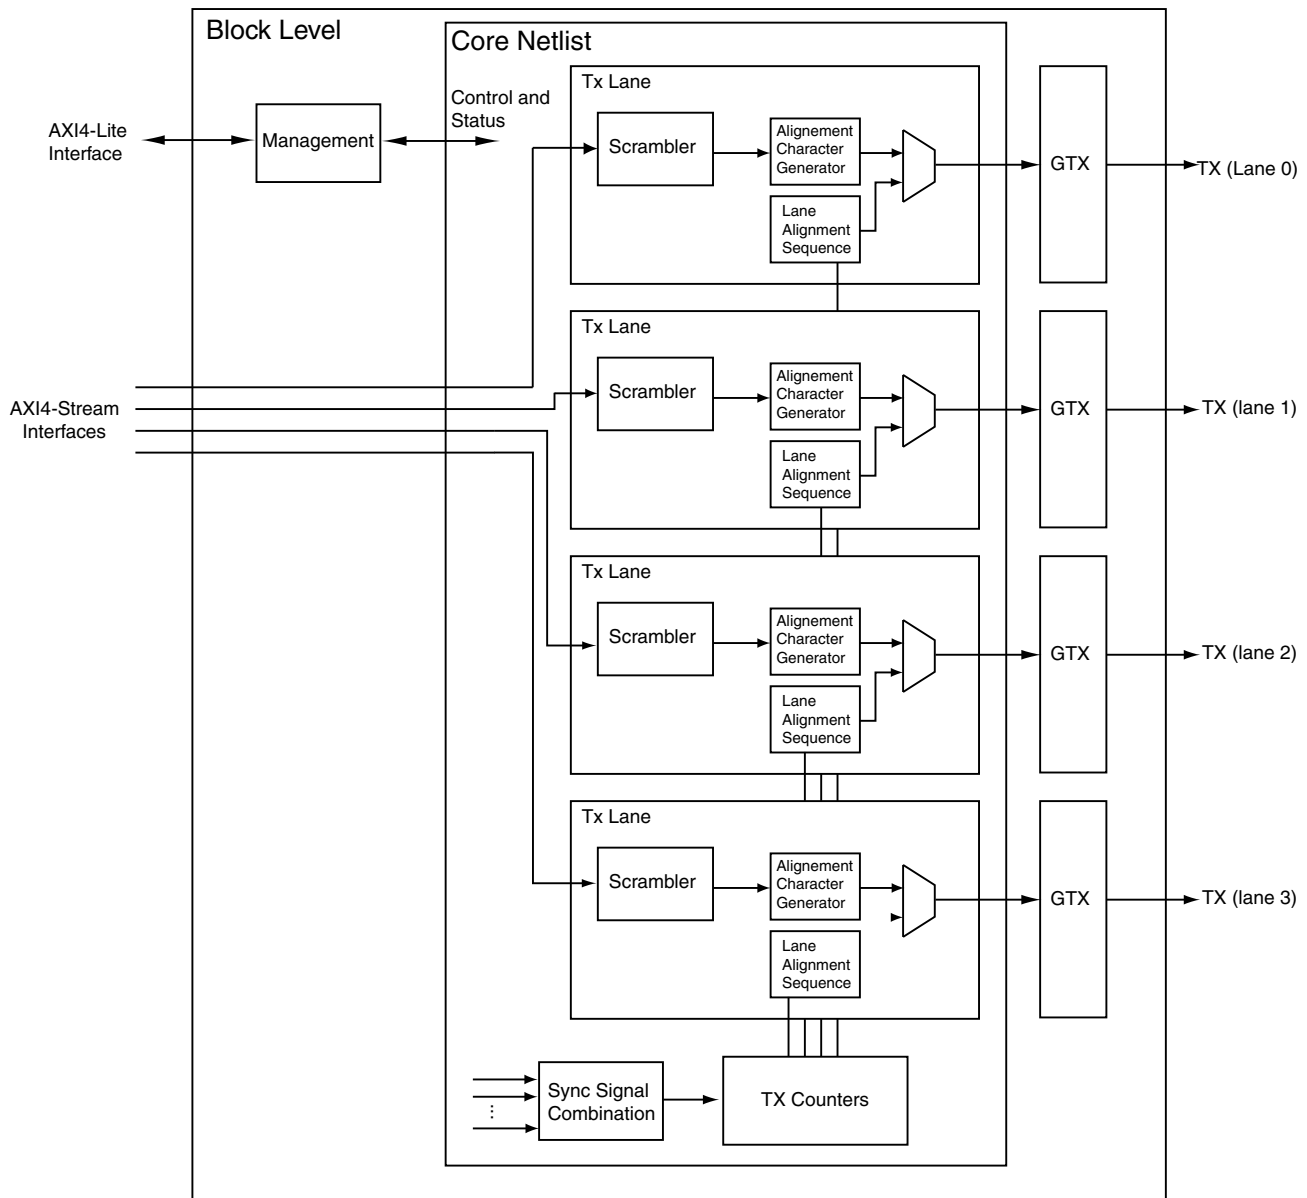 Block Level
Core Netlist
AXI4-Lite
Interface
Management
Control and
Status
Tx Lane
Scrambler
Alignement
Character
Generator
Lane
Alignment
Sequence
GTX
TX (Lane 0)
AXI4-Stream
Interfaces
Tx Lane
Scrambler
Alignement
Character
Generator
Lane
Alignment
Sequence
GTX
TX (lane 1)
Tx Lane
Scrambler
Alignement
Character
Generator
Lane
Alignment
Sequence
GTX
TX (lane 2)
Tx Lane
Scrambler
Alignement
Character
Generator
Lane
Alignment
Sequence
GTX
TX (lane 3)
Sync Signal
Combination
TX Counters